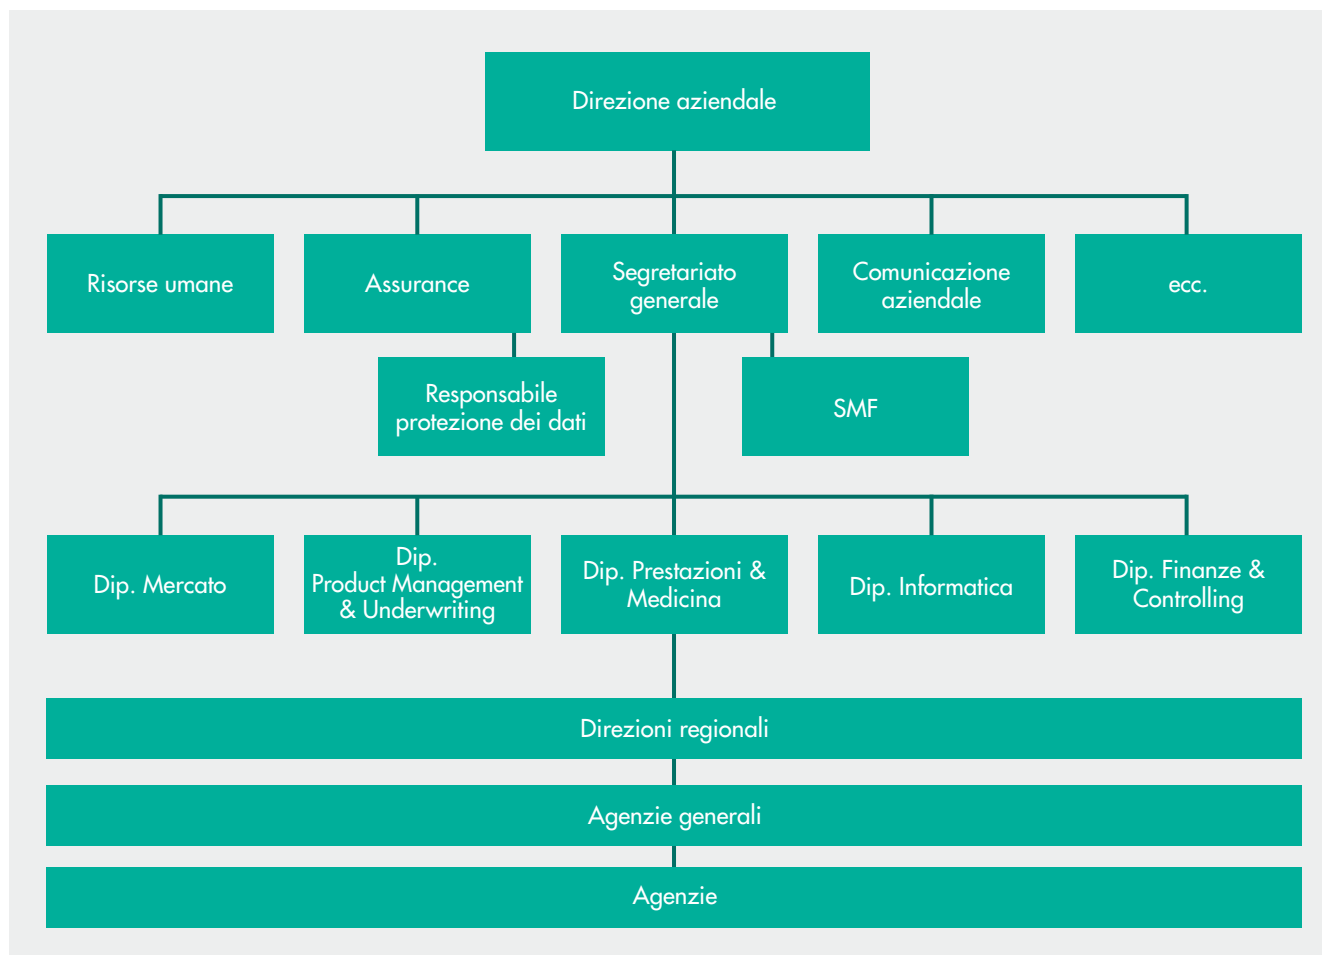 Direzione aziendale
Risorse umane
Assurance
Segretariato
generale
Comunicazione
aziendale
ecc.
Responsabile
protezione dei dati
SMF
Dip. Mercato
Dip.
Product Management
& Underwriting
Dip. Prestazioni &
Medicina
Dip. Informatica
Dip. Finanze &
Controlling
Direzioni regionali
Agenzie generali
Agenzie